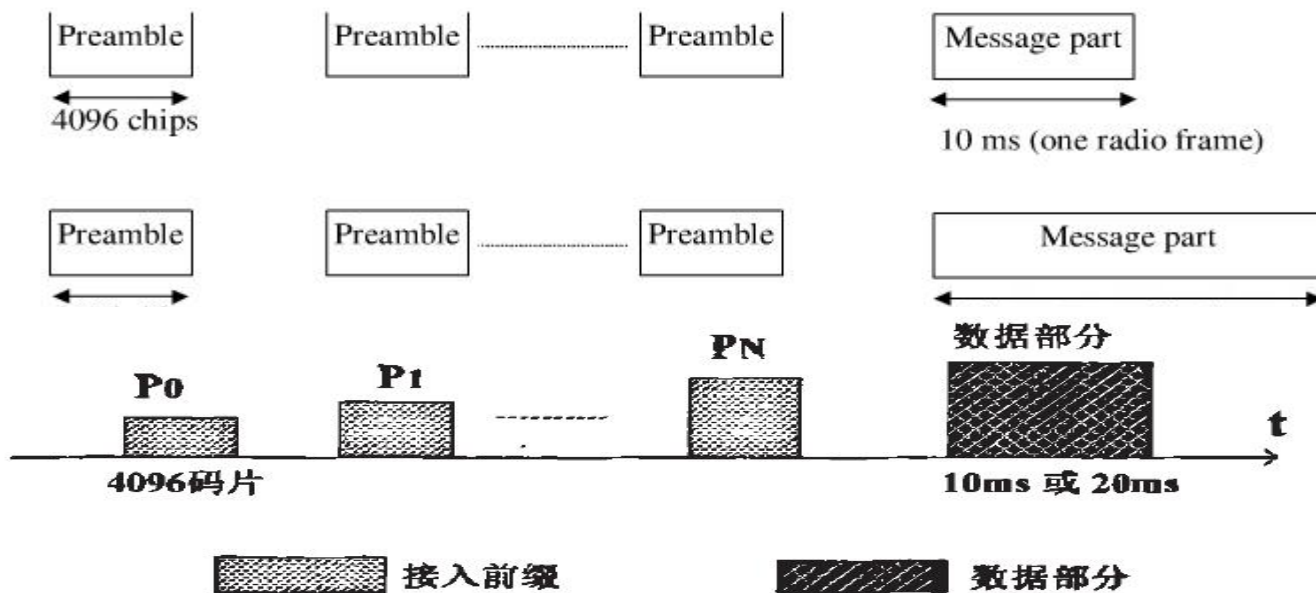 Preamble Preamble Preamble Message part
4096 chips
10 ms (one radio frame)
Preamble Preamble Preamble Message part
P0 P1 PN 数据部分
t
4096码片 10ms 或 20ms
接入前缀 数据部分